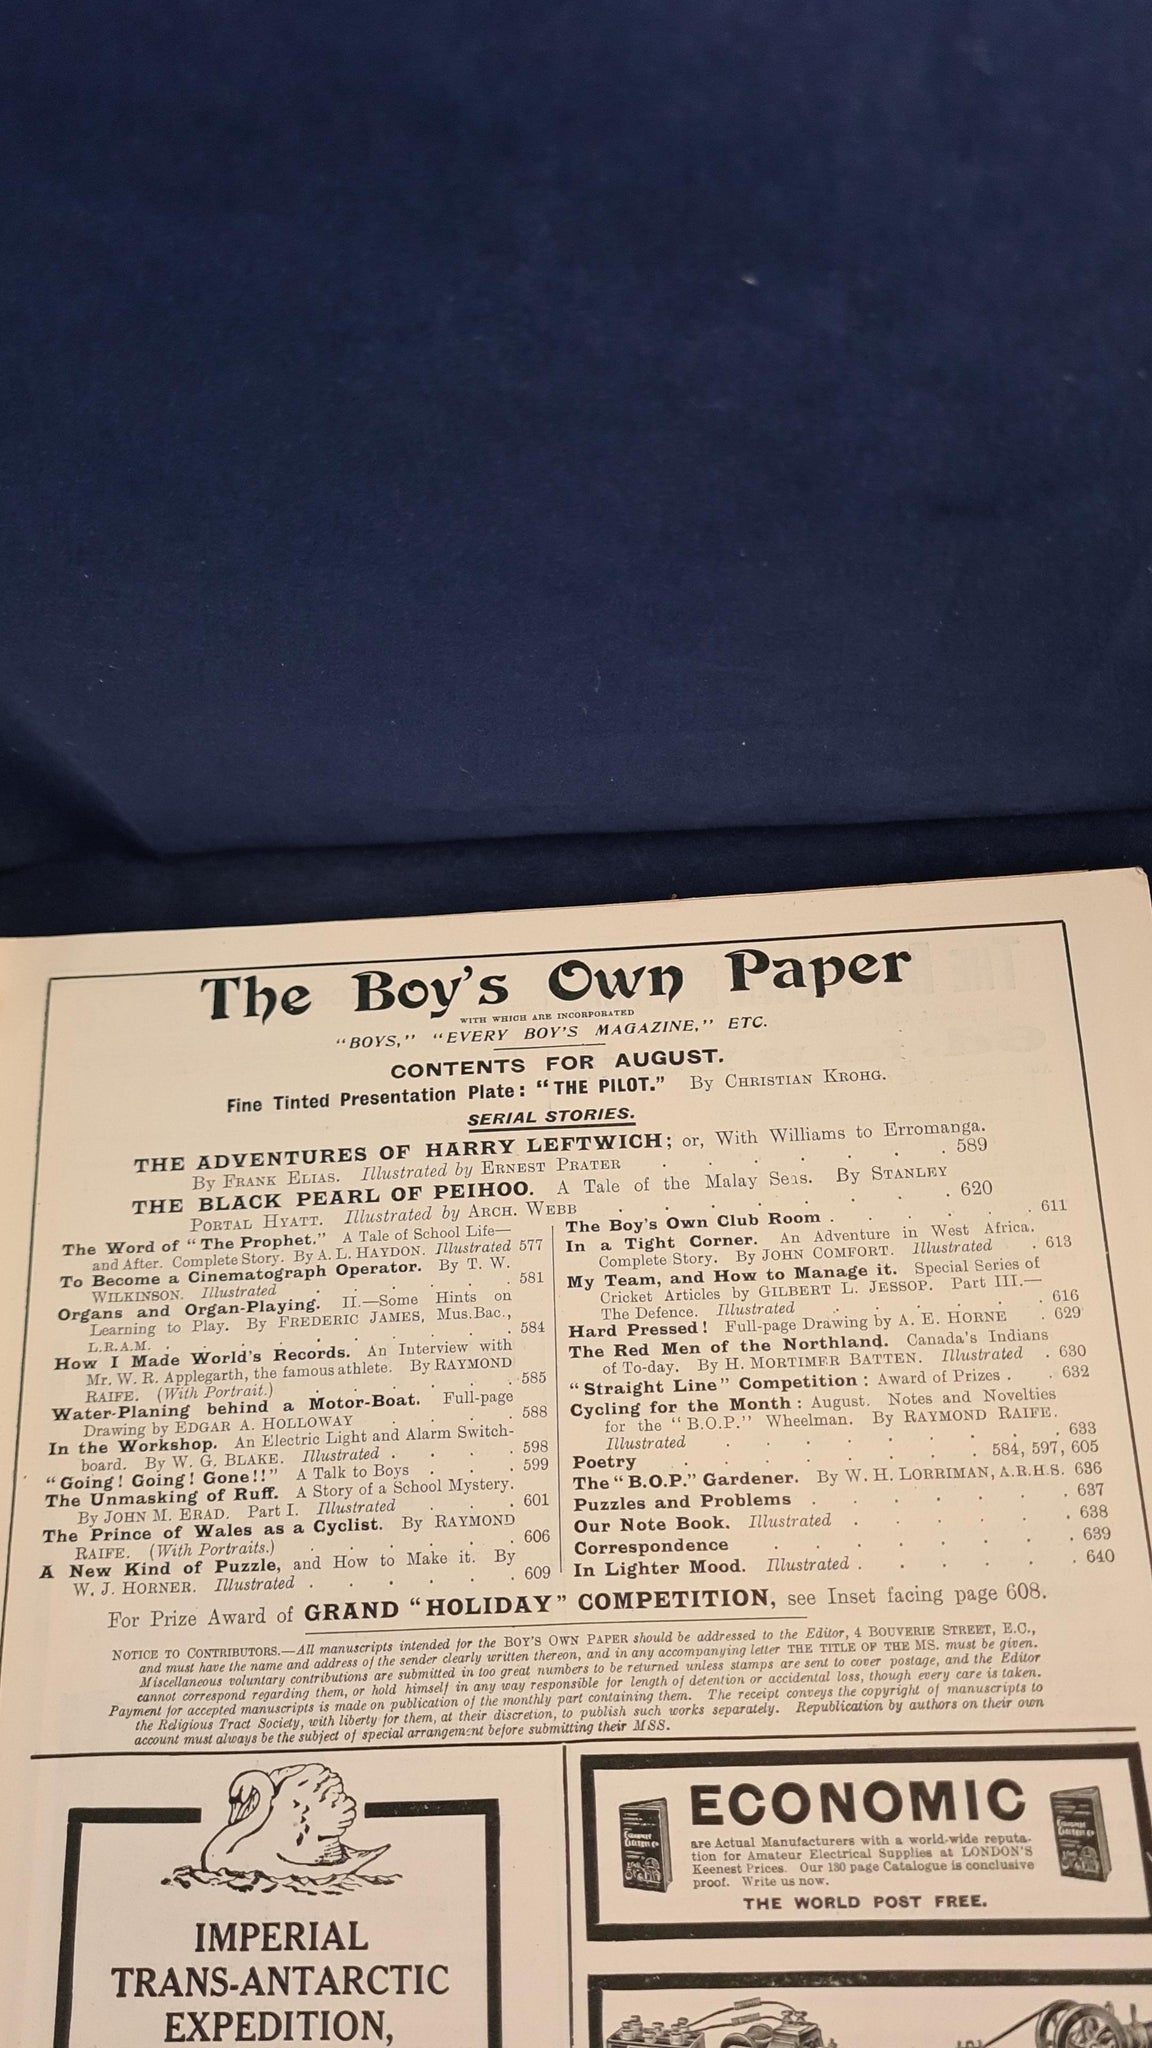 The Boy's Own Paper
WITH WHICH ARE INCORPORATED
"BOYS," "EVERY BOY'S MAGAZINE," ETC.
CONTENTS FOR AUGUST.
Fine Tinted Presentation Plate: "THE PILOT." By CHRISTIAN KROHG.
SERIAL STORIES.
THE ADVENTURES OF HARRY LEFTWICH; or, With Williams to Erromanga.
By FRANK ELIAS. Illustrated by ERNEST PRATER . . . . . . . 589
THE BLACK PEARL OF PEIHOO. A Tale of the Malay Seas. By STANLEY
PORTAL HYATT. Illustrated by ARCH. WEBB . . . . . . . 620
The Word of "The Prophet." A Tale of School Life—
and After. Complete Story. By A. L. HAYDON. Illustrated 577
To Become a Cinematograph Operator. By T. W.
WILKINSON. Illustrated . . . . . 581
Organs and Organ-Playing. II.—Some Hints on
Learning to Play. By FREDERIC JAMES, Mus.Bac.,
L.R.A.M. . . . . . . . 584
How I Made World's Records. An Interview with
Mr. W. R. Applegarth, the famous athlete. By RAYMOND
RAIFE. (With Portrait.) . . . . . 585
Water-Planing behind a Motor-Boat. Full-page
Drawing by EDGAR A. HOLLOWAY . . . . 588
In the Workshop. An Electric Light and Alarm Switch-
board. By W. G. BLAKE. Illustrated . . . . 598
"Going! Going! Gone!!" A Talk to Boys . . . 599
The Unmasking of Ruff. A Story of a School Mystery.
By JOHN M. ERAD. Part I. Illustrated . . . 601
The Prince of Wales as a Cyclist. By RAYMOND
RAIFE. (With Portraits.) . . . . . 606
A New Kind of Puzzle, and How to Make it. By
W. J. HORNER. Illustrated . . . . . 609
The Boy's Own Club Room . . . . . . 611
In a Tight Corner. An Adventure in West Africa.
Complete Story. By JOHN COMFORT. Illustrated . 613
My Team, and How to Manage it. Special Series of
Cricket Articles by GILBERT L. JESSOP. Part III.—
The Defence. Illustrated . . . . . 616
Hard Pressed! Full-page Drawing by A. E. HORNE . 629
The Red Men of the Northland. Canada's Indians
of To-day. By H. MORTIMER BATTEN. Illustrated . 630
"Straight Line" Competition: Award of Prizes . . 632
Cycling for the Month: August. Notes and Novelties
for the "B.O.P." Wheelman. By RAYMOND RAIFE.
Illustrated . . . . . . . 633
Poetry . . . . . . 584, 597, 605
The "B.O.P." Gardener. By W. H. LORRIMAN, A.R.H.S. 636
Puzzles and Problems . . . . . . 637
Our Note Book. Illustrated . . . . . . 638
Correspondence . . . . . . . 639
In Lighter Mood. Illustrated . . . . . . 640
For Prize Award of GRAND "HOLIDAY" COMPETITION, see Inset facing page 608.
NOTICE TO CONTRIBUTORS.—All manuscripts intended for the BOY'S OWN PAPER should be addressed to the Editor, 4 BOUVERIE STREET, E.C.,
and must have the name and address of the sender clearly written thereon, and in any accompanying letter THE TITLE OF THE MS. must be given.
Miscellaneous voluntary contributions are submitted in too great numbers to be returned unless stamps are sent to cover postage, and the Editor
cannot correspond regarding them, or hold himself in any way responsible for length of detention or accidental loss, though every care is taken.
Payment for accepted manuscripts is made on publication of the monthly part containing them. The receipt conveys the copyright of manuscripts to
the Religious Tract Society, with liberty for them, at their discretion, to publish such works separately. Republication by authors on their own
account must always be the subject of special arrangement before submitting their MSS.
IMPERIAL
TRANS-ANTARCTIC
EXPEDITION,
ECONOMIC
are Actual Manufacturers with a world-wide reputa-
tion for Amateur Electrical Supplies at LONDON'S
Keenest Prices. Our 130 page Catalogue is conclusive
proof. Write us now.
THE WORLD POST FREE.